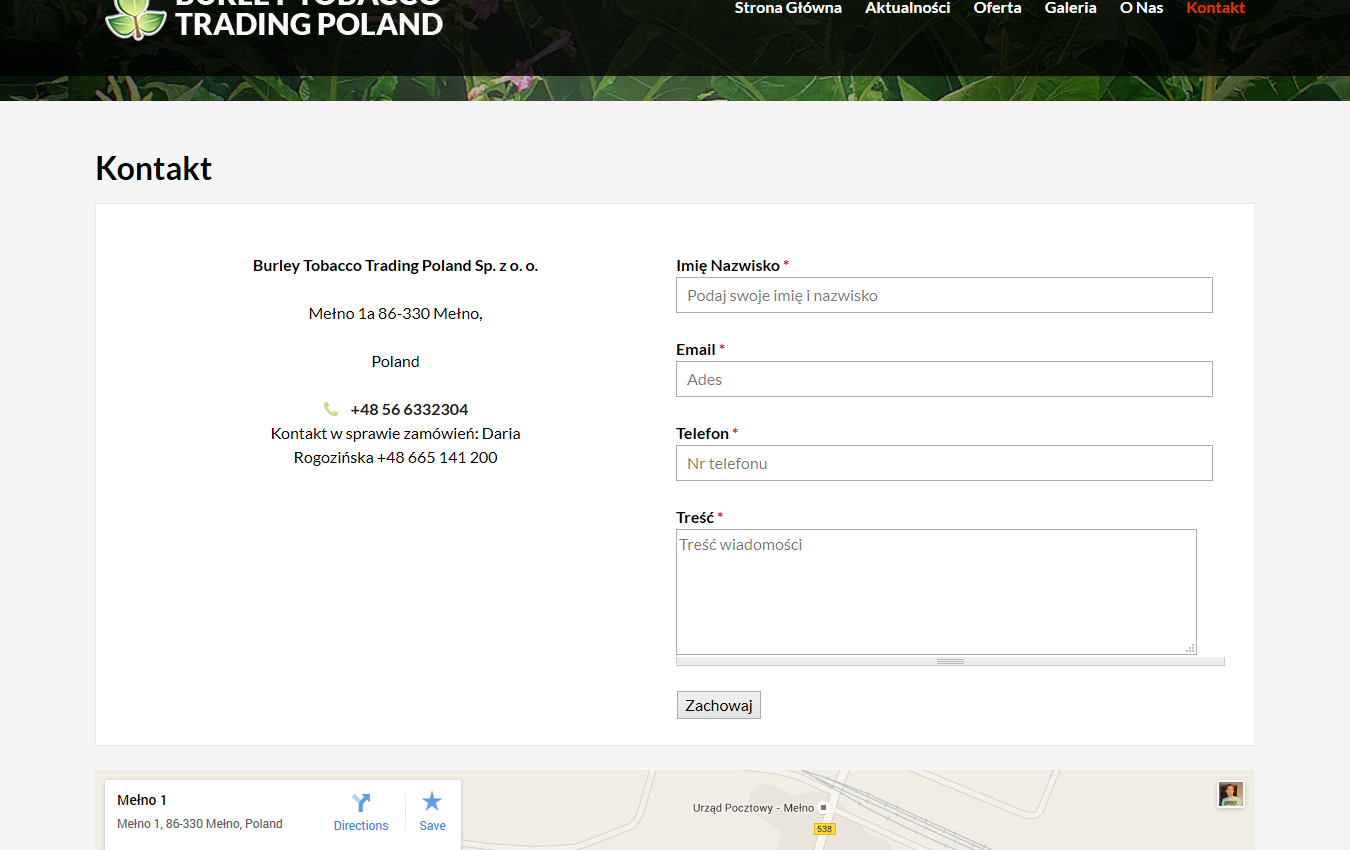 BURLEY TOBACCO
TRADING POLAND
Strona Główna Aktualności Oferta Galeria O Nas Kontakt
Kontakt
Burley Tobacco Trading Poland Sp. z o. o.
Mełno 1a 86-330 Mełno,
Poland
+48 56 6332304
Kontakt w sprawie zamówień: Daria
Rogozińska +48 665 141 200
Imię Nazwisko *
Podaj swoje imię i nazwisko
Email *
Ades
Telefon *
Nr telefonu
Treść *
Treść wiadomości
Zachowaj
Mełno 1
Mełno 1, 86-330 Mełno, Poland
Directions
Save
Urząd Pocztowy - Mełno
538